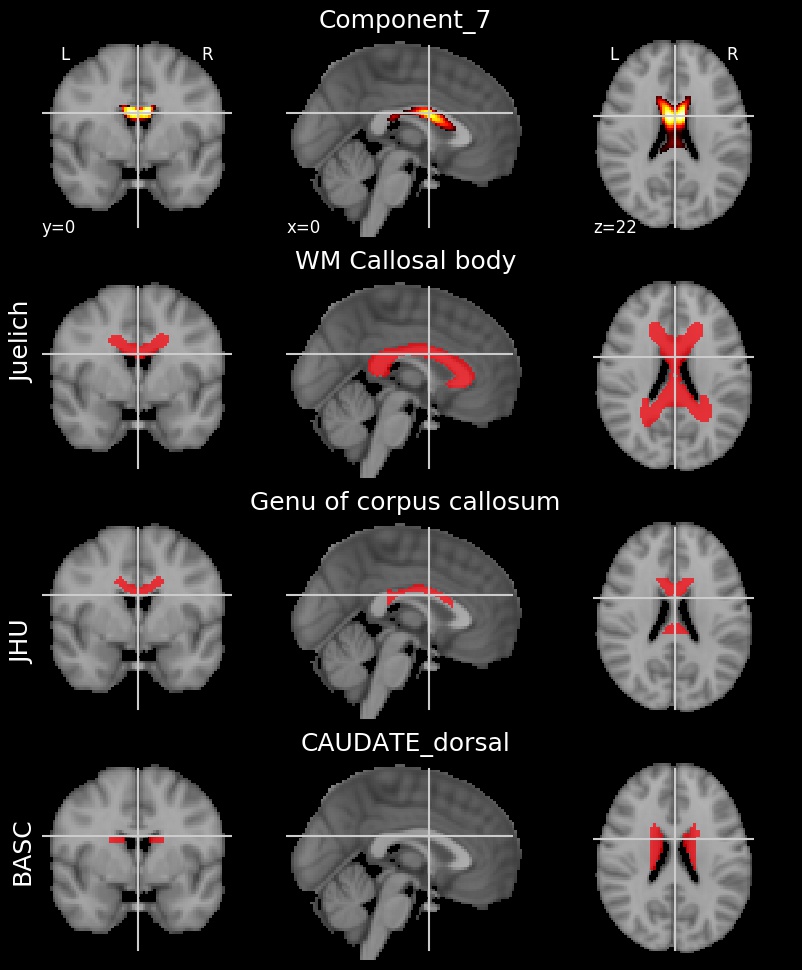 Component_7
L R L R
y=0 x=0 z=22
WM Callosal body
Juelich
Genu of corpus callosum
JHU
CAUDATE_dorsal
BASC